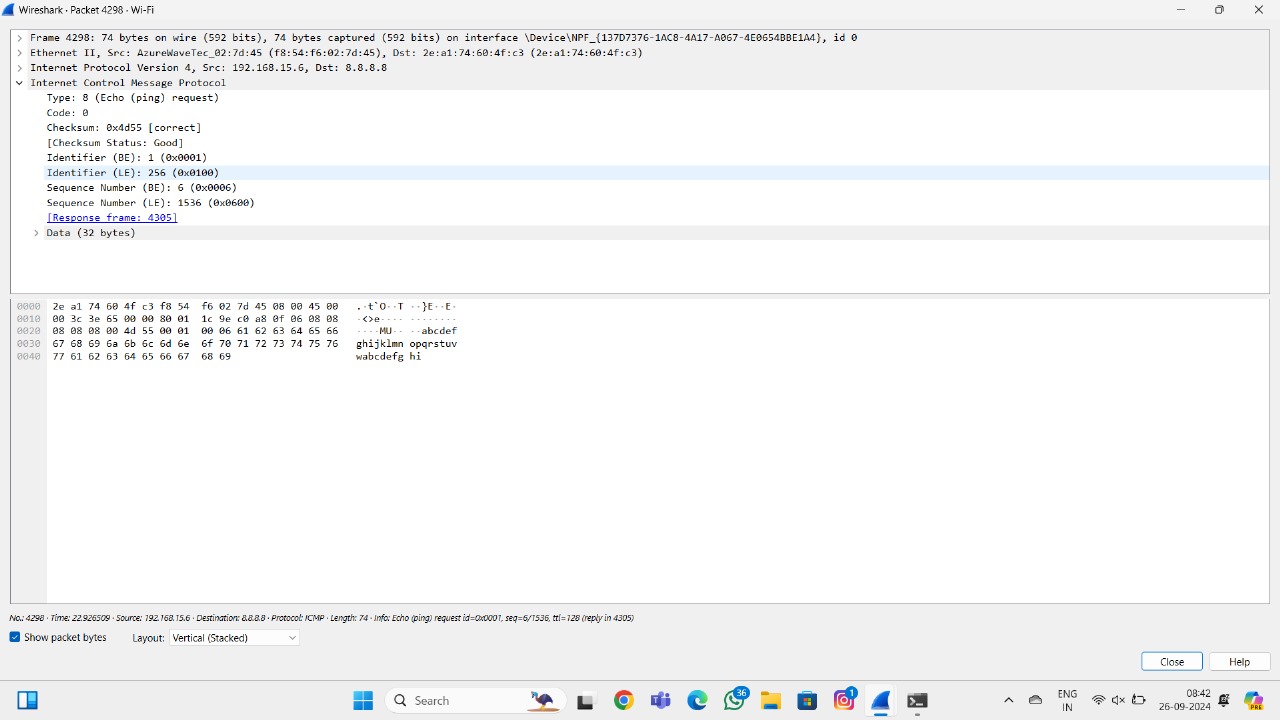 Wireshark · Packet 4298 · Wi-Fi
Frame 4298: 74 bytes on wire (592 bits), 74 bytes captured (592 bits) on interface \Device\NPF_{137D7376-1AC8-4A17-A067-4E0654BBE1A4}, id 0
Ethernet II, Src: AzureWaveTec_02:7d:45 (f8:54:f6:02:7d:45), Dst: 2e:a1:74:60:4f:c3 (2e:a1:74:60:4f:c3)
Internet Protocol Version 4, Src: 192.168.15.6, Dst: 8.8.8.8
Internet Control Message Protocol
Type: 8 (Echo (ping) request)
Code: 0
Checksum: 0x4d55 [correct]
[Checksum Status: Good]
Identifier (BE): 1 (0x0001)
Identifier (LE): 256 (0x0100)
Sequence Number (BE): 6 (0x0006)
Sequence Number (LE): 1536 (0x0600)
[Response frame: 4305]
Data (32 bytes)
0000 2e a1 74 60 4f c3 f8 54 f6 02 7d 45 08 00 45 00 .·t`O··T ··}E··E·
0010 00 3c 3e 65 00 00 80 01 1c 9e c0 a8 0f 06 08 08 ·<>e···· ········
0020 08 08 08 00 4d 55 00 01 00 06 61 62 63 64 65 66 ····MU·· ··abcdef
0030 67 68 69 6a 6b 6c 6d 6e 6f 70 71 72 73 74 75 76 ghijklmn opqrstuv
0040 77 61 62 63 64 65 66 67 68 69 wabcdefg hi
No.: 4298 · Time: 22.926509 · Source: 192.168.15.6 · Destination: 8.8.8.8 · Protocol: ICMP · Length: 74 · Info: Echo (ping) request id=0x0001, seq=6/1536, ttl=128 (reply in 4305)
Show packet bytes Layout: Vertical (Stacked)
Close Help
Search 36 1 ENG IN 08:42 26-09-2024 PRE